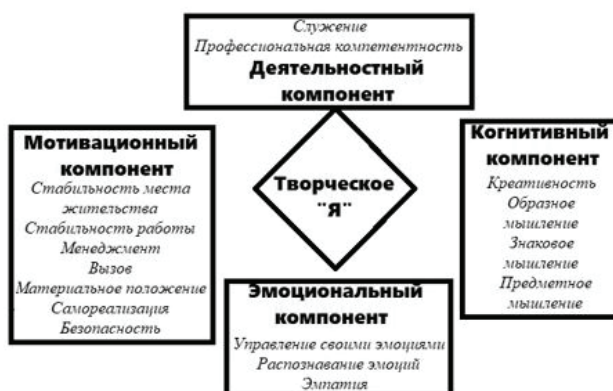 Служение
Профессиональная компетентность
Деятельностный
компонент
Мотивационный
компонент
Стабильность места
жительства
Стабильность работы
Менеджмент
Вызов
Материальное положение
Самореализация
Безопасность
Творческое
"Я"
Когнитивный
компонент
Креативность
Образное
мышление
Знаковое
мышление
Предметное
мышление
Эмоциональный
компонент
Управление своими эмоциями
Распознавание эмоций
Эмпатия